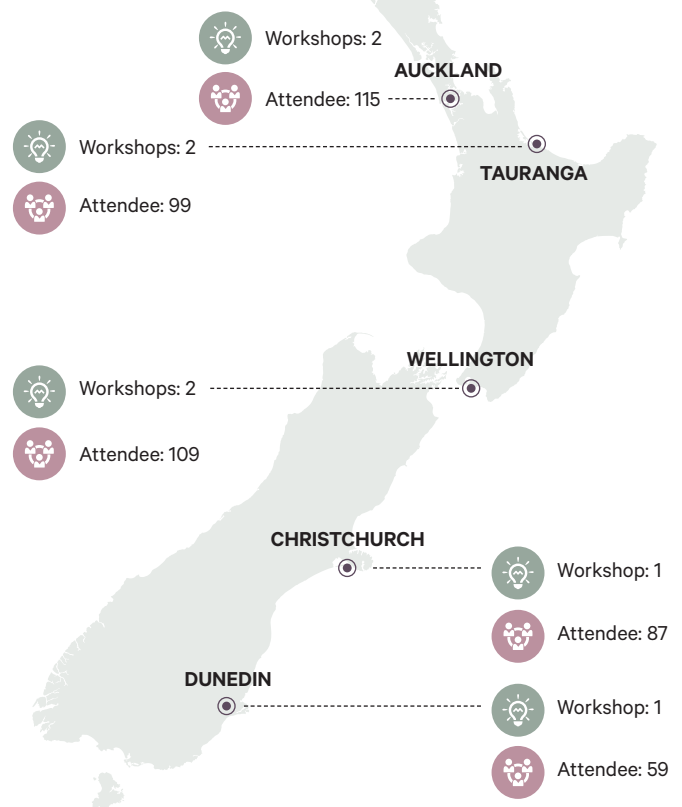 Workshops: 2
AUCKLAND
Attendee: 115
Workshops: 2
TAURANGA
Attendee: 99
WELLINGTON
Workshops: 2
Attendee: 109
CHRISTCHURCH
Workshop: 1
Attendee: 87
DUNEDIN
Workshop: 1
Attendee: 59